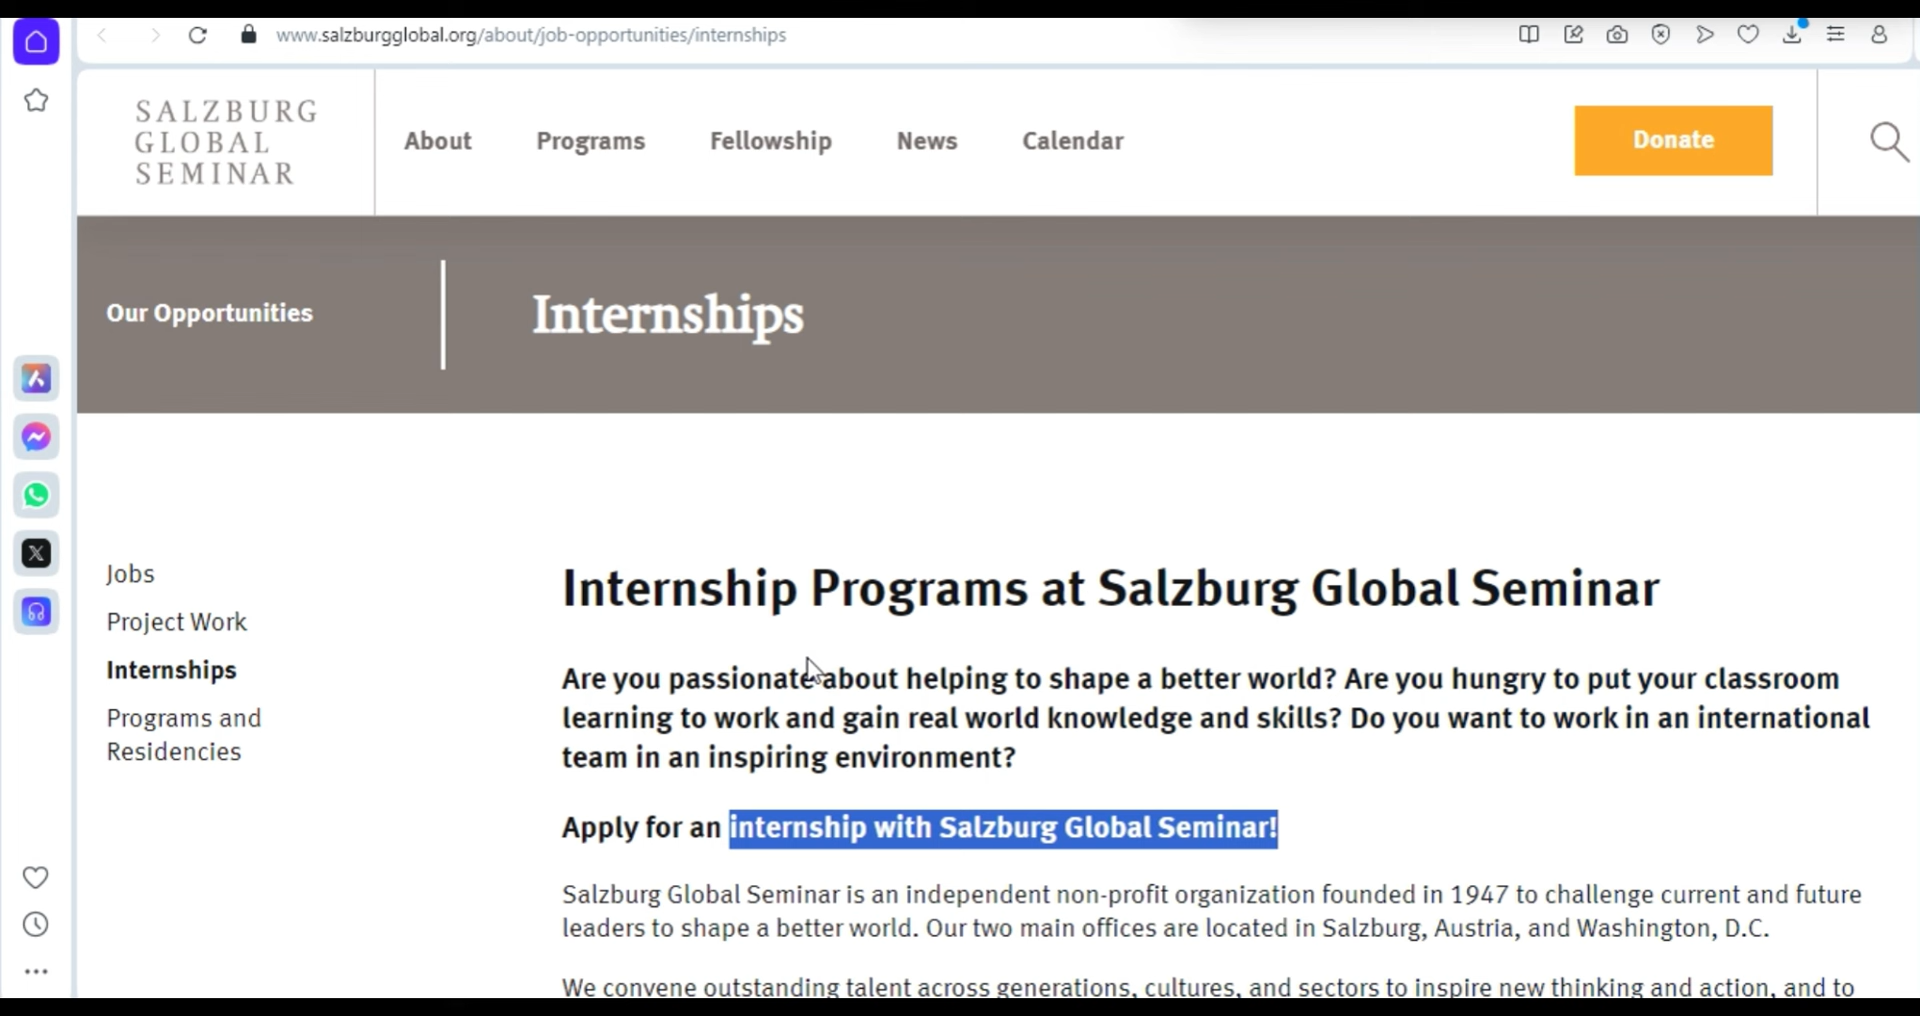 www.salzburgglobal.org/about/job-opportunities/internships
SALZBURG
GLOBAL
SEMINAR
About
Programs
Fellowship
News
Calendar
Donate
Our Opportunities
Internships
Jobs
Project Work
Internships
Programs and
Residencies
Internship Programs at Salzburg Global Seminar
Are you passionate about helping to shape a better world? Are you hungry to put your classroom
learning to work and gain real world knowledge and skills? Do you want to work in an international
team in an inspiring environment?
Apply for an internship with Salzburg Global Seminar!
Salzburg Global Seminar is an independent non-profit organization founded in 1947 to challenge current and future
leaders to shape a better world. Our two main offices are located in Salzburg, Austria, and Washington, D.C.
We convene outstanding talent across generations, cultures, and sectors to inspire new thinking and action, and to